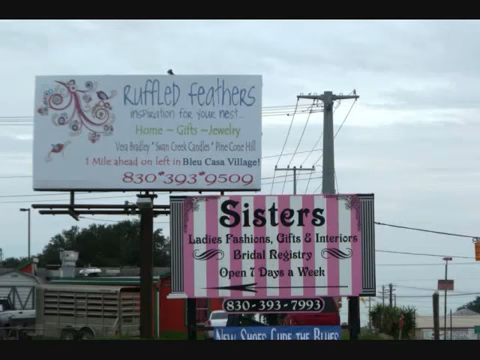 Ruffled Feathers
inspiration for your nest...
Home ~ Gifts ~ Jewelry
Vera Bradley * Swan Creek Candles * Pine Cone Hill
1 Mile ahead on left in Bleu Casa Village!
830*393*9509
Sisters
Ladies Fashions, Gifts & Interiors
Bridal Registry
Open 7 Days a Week
830-393-7993
New Shoes Cure the Blues